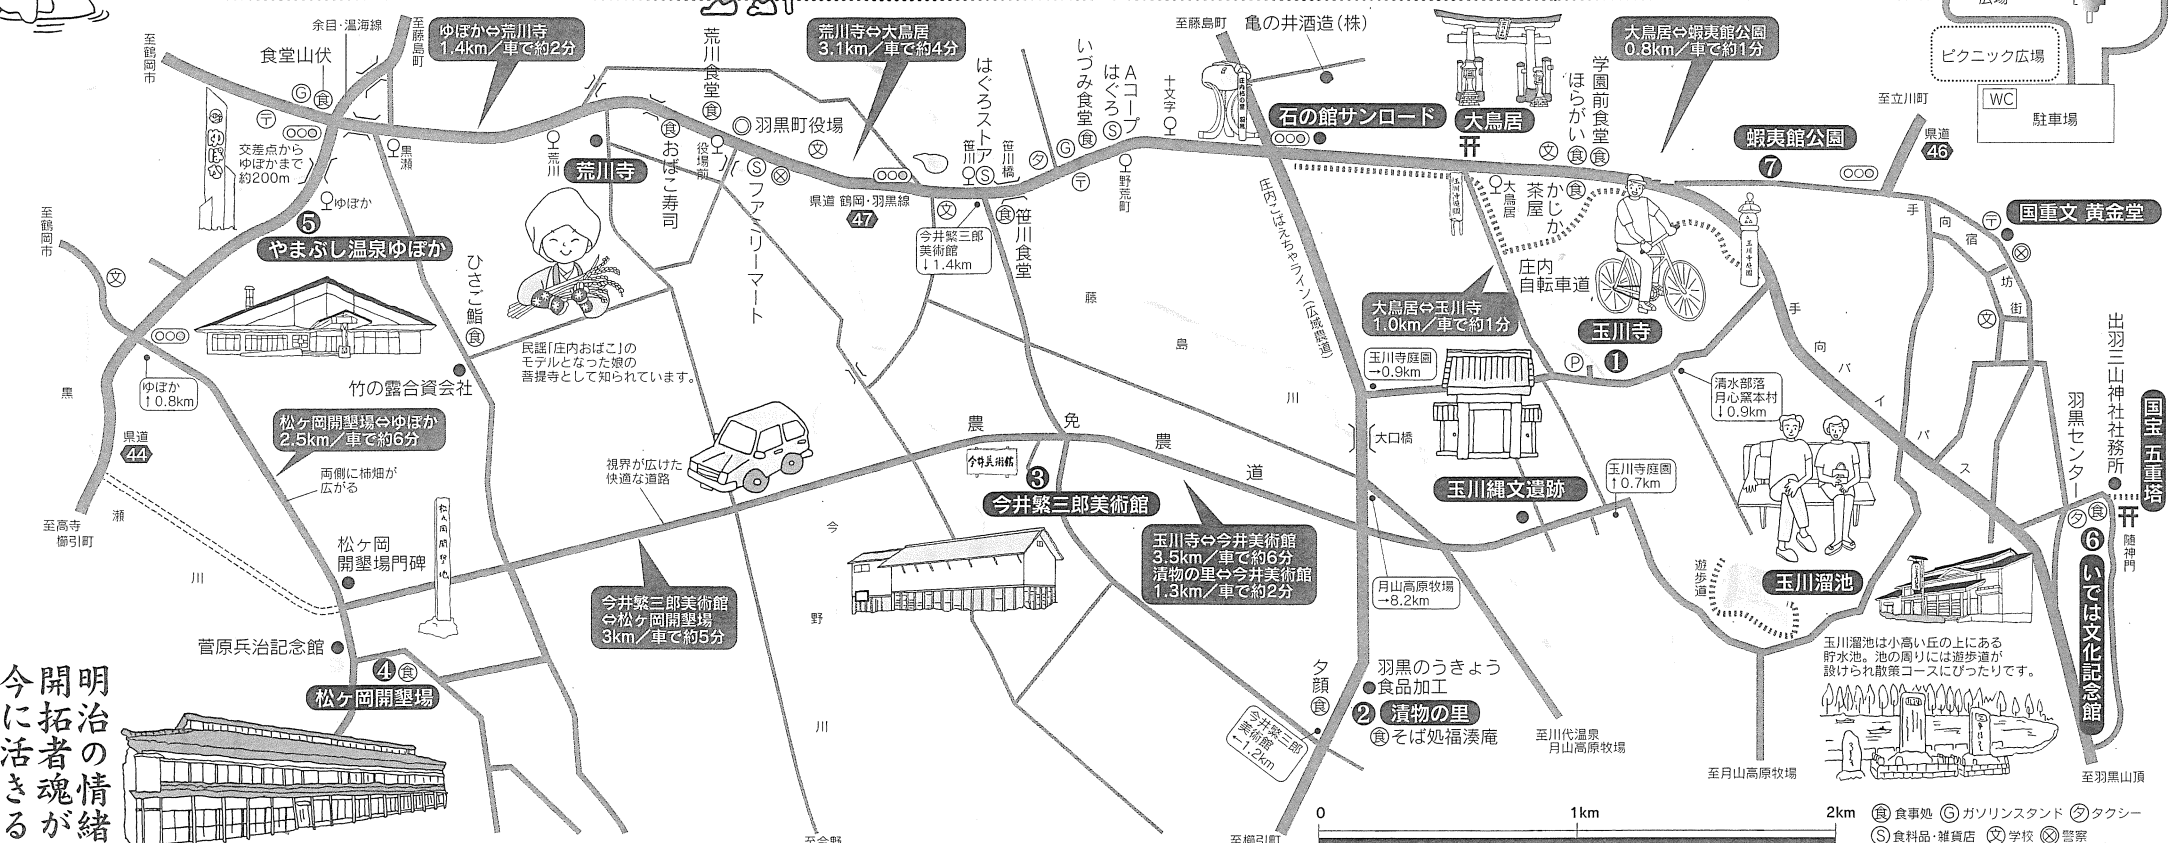 広場
ピクニック広場
WC
駐車場
至鶴岡市
余目・温海線
至藤島町
食堂山伏
ゆぽか⇔荒川寺
1.4km／車で約2分
荒川食堂
荒川寺⇔大鳥居
3.1km／車で約4分
はぐろストア
いづみ食堂
Aコープはぐろ
十文字
至藤島町
亀の井酒造(株)
石の館サンロード
大鳥居
学園前食堂
ほらがい
大鳥居⇔蝦夷館公園
0.8km／車で約1分
蝦夷館公園
7
至立川町
県道
46
国重文 黄金堂
手向宿坊街
交差点から
ゆぽかまで
約200m
ゆぽか
黒瀬
荒川
荒川寺
おばこ寿司
役場前
羽黒町役場
ファミリーマート
県道 鶴岡・羽黒線
47
笹川
笹川橋
笹川食堂
今井繁三郎
美術館
↓1.4km
野荒町
庄内こばえちゃライン(広域農道)
大鳥居
茶屋
かじか
庄内
自転車道
玉川寺庭園
大鳥居⇔玉川寺
1.0km／車で約1分
玉川寺
1
P
玉川寺庭園
→0.9km
清水部落
月心窯本村
↓0.9km
手向バイパス
至鶴岡市
ゆぽか
5
やまぶし温泉ゆぽか
ひさご鮨
民謡「庄内おばこ」の
モデルとなった娘の
菩提寺として知られています。
竹の露合資会社
ゆぽか
↑0.8km
黒瀬川
県道
44
至高寺
櫛引町
松ヶ岡開墾場⇔ゆぽか
2.5km／車で約6分
両側に柿畑が
広がる
視界が広けた
快適な道路
農免農道
藤島川
今野川
今井美術館
3
今井繁三郎美術館
大口橋
玉川縄文遺跡
玉川寺庭園
↑0.7km
玉川寺⇔今井美術館
3.5km／車で約6分
漬物の里⇔今井美術館
1.3km／車で約2分
月山高原牧場
→8.2km
松ヶ岡
開墾場門碑
松ヶ岡開墾地
今井繁三郎美術館
⇔松ヶ岡開墾場
3km／車で約5分
菅原兵治記念館
4
松ヶ岡開墾場
明治の情緒
開拓者魂が
今に活きる
夕顔
羽黒のうきょう
食品加工
2
漬物の里
そば処福湊庵
今井繁三郎
美術館
←1.2km
至川代温泉
月山高原牧場
遊歩道
玉川溜池
玉川溜池は小高い丘の上にある
貯水池。池の周りには遊歩道が
設けられ散策コースにぴったりです。
至月山高原牧場
羽黒センター
出羽三山神社社務所
国宝 五重塔
随神門
6
いでは文化記念館
至羽黒山頂
至今野
至櫛引町
0 1km 2km
食 食事処 G ガソリンスタンド タ タクシー
S 食料品・雑貨店 文 学校 警察